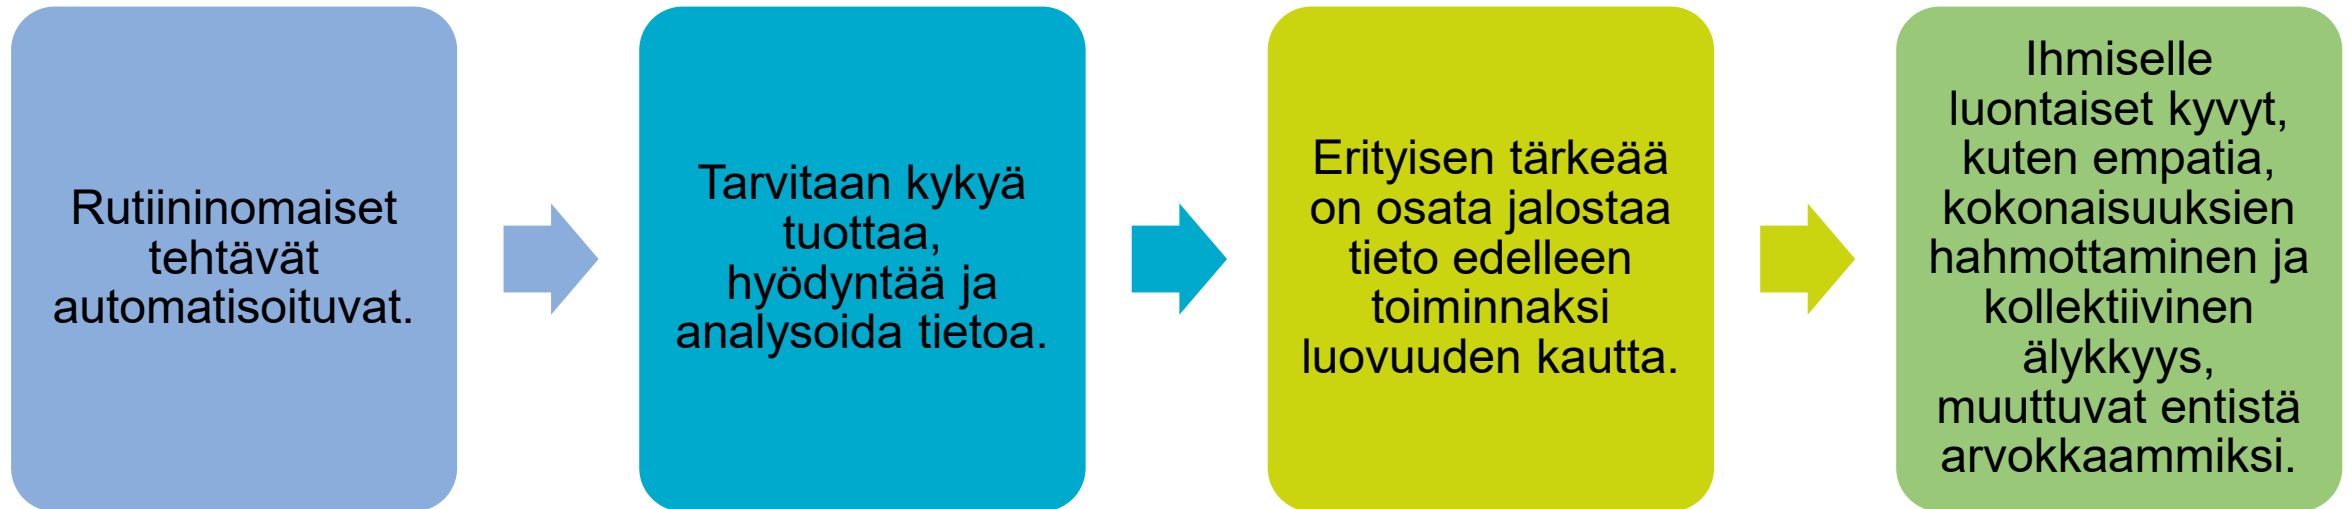 Rutiininomaiset
tehtävät
automatisoituvat.
Tarvitaan kykyä
tuottaa,
hyödyntää ja
analysoida tietoa.
Erityisen tärkeää
on osata jalostaa
tieto edelleen
toiminnaksi
luovuuden kautta.
Ihmiselle
luontaiset kyvyt,
kuten empatia,
kokonaisuuksien
hahmottaminen ja
kollektiivinen
älykkyys,
muuttuvat entistä
arvokkaammiksi.